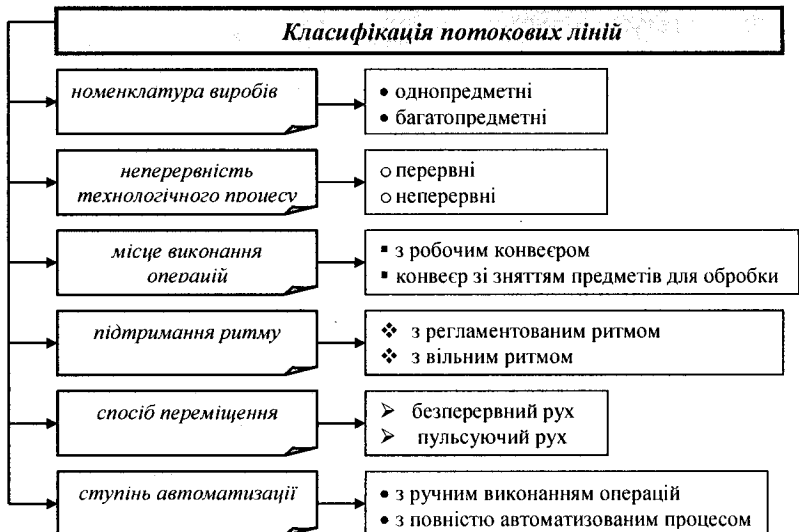 Класифікація потокових ліній
номенклатура виробів
• однопредметні
• багатопредметні
неперервність
технологічного процесу
○ перервні
○ неперервні
місце виконання
операцій
▪ з робочим конвеєром
▪ конвеєр зі зняттям предметів для обробки
підтримання ритму
❖ з регламентованим ритмом
❖ з вільним ритмом
спосіб переміщення
➢ безперервний рух
➢ пульсуючий рух
ступінь автоматизації
• з ручним виконанням операцій
• з повністю автоматизованим процесом